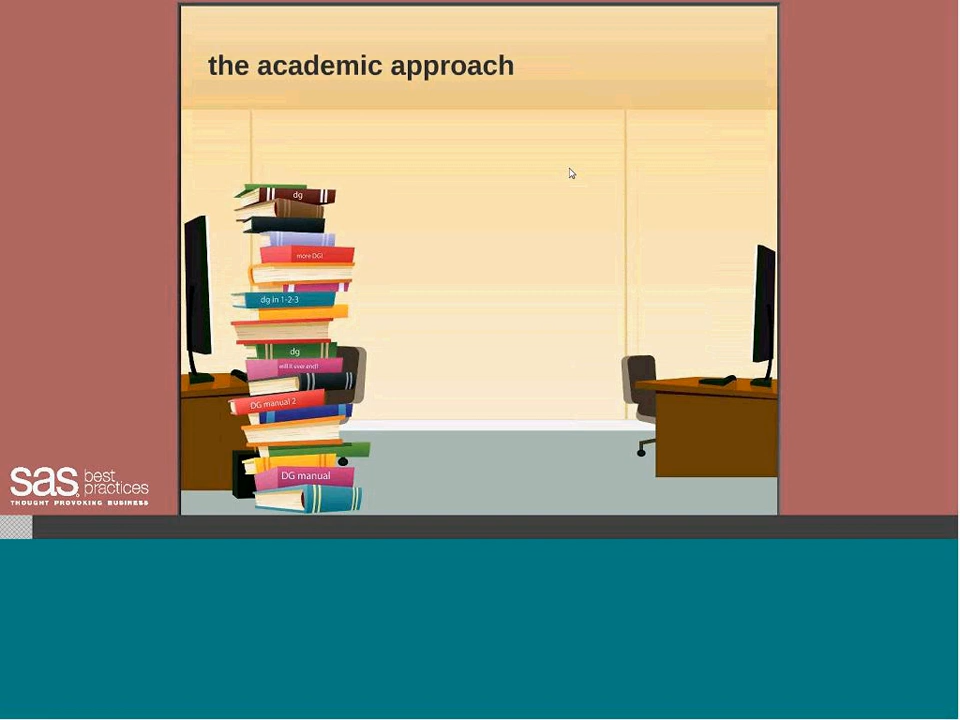 the academic approach
dg
more DG!
dg in 1-2-3
dg
will it ever end!!
DG manual 2
DG manual
sas
best
practices
THOUGHT PROVOKING BUSINESS